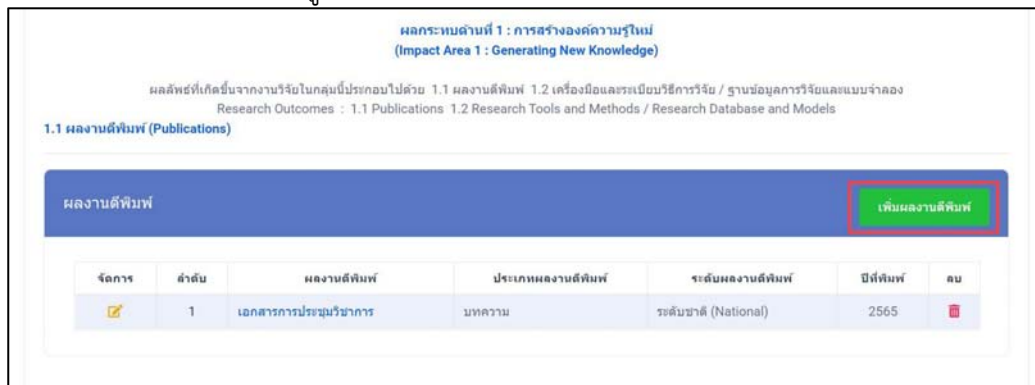 ผลกระทบด้านที่ 1 : การสร้างองค์ความรู้ใหม่
(Impact Area 1 : Generating New Knowledge)
ผลลัพธ์ที่เกิดขึ้นจากงานวิจัยในกลุ่มนี้ประกอบไปด้วย 1.1 ผลงานตีพิมพ์ 1.2 เครื่องมือและระเบียบวิธีการวิจัย / ฐานข้อมูลการวิจัยและแบบจำลอง
Research Outcomes : 1.1 Publications 1.2 Research Tools and Methods / Research Database and Models
1.1 ผลงานตีพิมพ์ (Publications)
ผลงานตีพิมพ์ เพิ่มผลงานตีพิมพ์
จัดการ ลำดับ ผลงานตีพิมพ์ ประเภทผลงานตีพิมพ์ ระดับผลงานตีพิมพ์ ปีที่พิมพ์ ลบ
1 เอกสารการประชุมวิชาการ บทความ ระดับชาติ (National) 2565